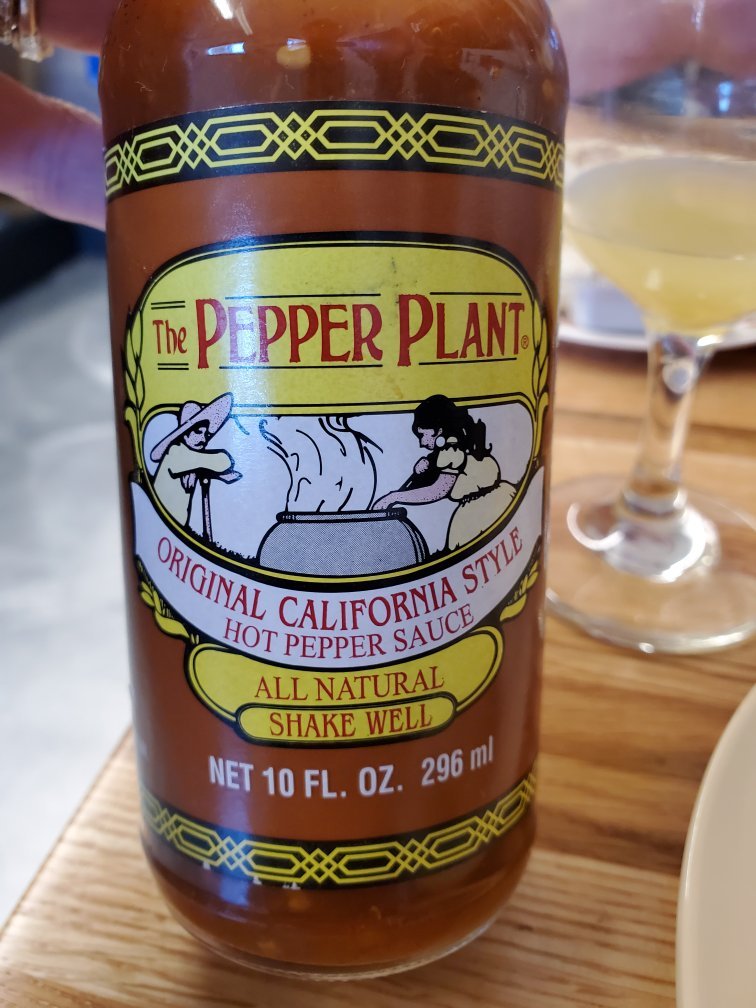 The PEPPER PLANT®
ORIGINAL CALIFORNIA STYLE
HOT PEPPER SAUCE
ALL NATURAL
SHAKE WELL
NET 10 FL. OZ. 296 ml